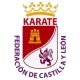 KARATE
FEDERACIÓN DE CASTILLA Y LEÓN